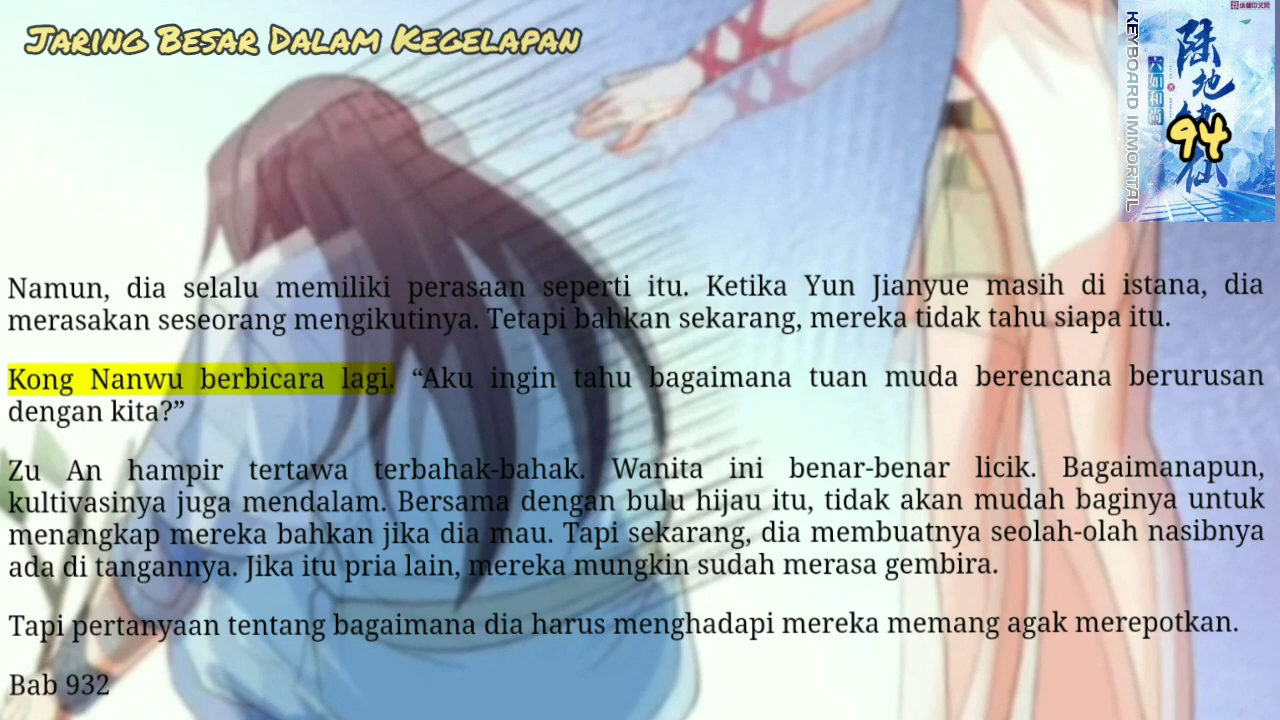 Jaring Besar Dalam Kegelapan
KEYBOARD IMMORTAL
陆地键仙
94
Namun, dia selalu memiliki perasaan seperti itu. Ketika Yun Jianyue masih di istana, dia
merasakan seseorang mengikutinya. Tetapi bahkan sekarang, mereka tidak tahu siapa itu.
Kong Nanwu berbicara lagi. “Aku ingin tahu bagaimana tuan muda berencana berurusan
dengan kita?”
Zu An hampir tertawa terbahak-bahak. Wanita ini benar-benar licik. Bagaimanapun,
kultivasinya juga mendalam. Bersama dengan bulu hijau itu, tidak akan mudah baginya untuk
menangkap mereka bahkan jika dia mau. Tapi sekarang, dia membuatnya seolah-olah nasibnya
ada di tangannya. Jika itu pria lain, mereka mungkin sudah merasa gembira.
Tapi pertanyaan tentang bagaimana dia harus menghadapi mereka memang agak merepotkan.
Bab 932